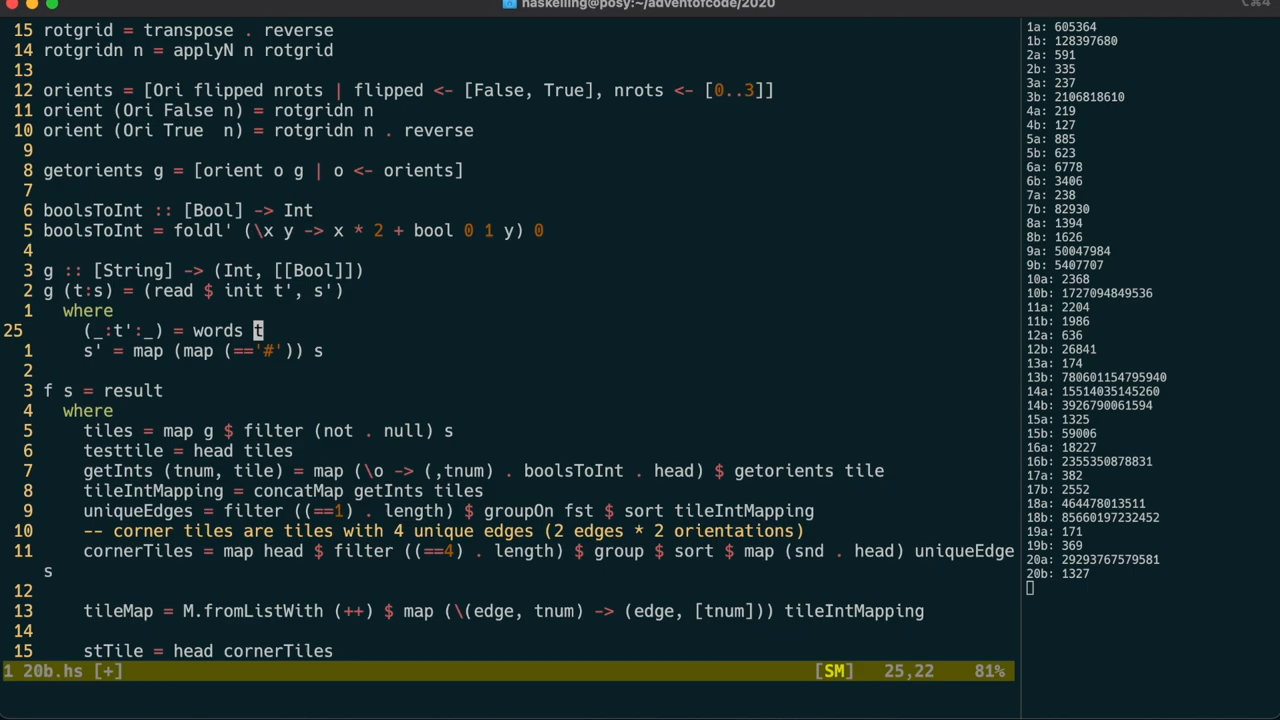 haskelling@posy:~/adventofcode/2020
15 rotgrid = transpose . reverse
14 rotgridn n = applyN n rotgrid
13
12 orients = [Ori flipped nrots | flipped <- [False, True], nrots <- [0..3]]
11 orient (Ori False n) = rotgridn n
10 orient (Ori True  n) = rotgridn n . reverse
9
8 getorients g = [orient o g | o <- orients]
7
6 boolsToInt :: [Bool] -> Int
5 boolsToInt = foldl' (\x y -> x * 2 + bool 0 1 y) 0
4
3 g :: [String] -> (Int, [[Bool]])
2 g (t:s) = (read $ init t', s')
1   where
25     (_:t':_) = words t
1     s' = map (map (=='#')) s
2
3 f s = result
4   where
5     tiles = map g $ filter (not . null) s
6     testtile = head tiles
7     getInts (tnum, tile) = map (\o -> (,tnum) . boolsToInt . head) $ getorients tile
8     tileIntMapping = concatMap getInts tiles
9     uniqueEdges = filter ((==1) . length) $ groupOn fst $ sort tileIntMapping
10     -- corner tiles are tiles with 4 unique edges (2 edges * 2 orientations)
11     cornerTiles = map head $ filter ((==4) . length) $ group $ sort $ map (snd . head) uniqueEdge
s
12
13     tileMap = M.fromListWith (++) $ map (\(edge, tnum) -> (edge, [tnum])) tileIntMapping
14
15     stTile = head cornerTiles
1 20b.hs [+] [SM] 25,22 81%
1a: 605364
1b: 128397680
2a: 591
2b: 335
3a: 237
3b: 2106818610
4a: 219
4b: 127
5a: 885
5b: 623
6a: 6778
6b: 3406
7a: 238
7b: 82930
8a: 1394
8b: 1626
9a: 50047984
9b: 5407707
10a: 2368
10b: 1727094849536
11a: 2204
11b: 1986
12a: 636
12b: 26841
13a: 174
13b: 780601154795940
14a: 15514035145260
14b: 3926790061594
15a: 1325
15b: 59006
16a: 18227
16b: 2355350878831
17a: 382
17b: 2552
18a: 464478013511
18b: 85660197232452
19a: 171
19b: 369
20a: 29293767579581
20b: 1327